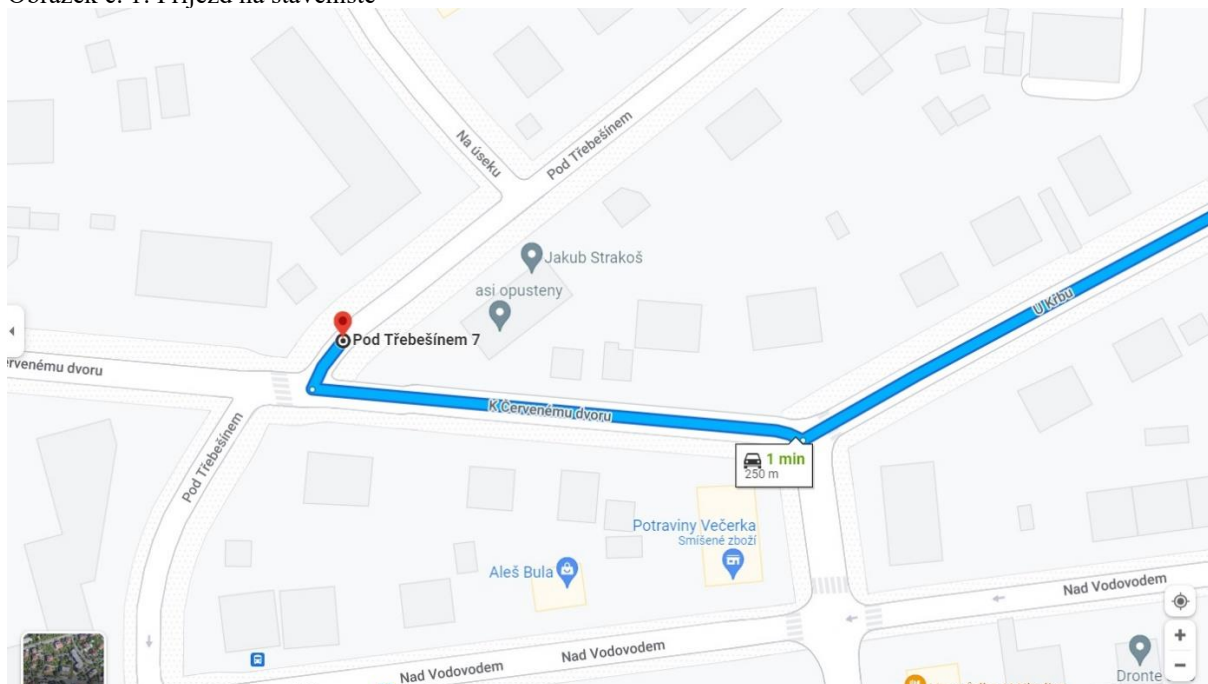 Obrázek č. 1: Příjezd na staveniště
Na úseku
Pod Třebešínem
Jakub Strakoš
asi opusteny
U Křbu
Pod Třebešínem 7
ervenému dvoru
K Červenému dvoru
1 min
250 m
Pod Třebešínem
Potraviny Večerka
Smíšené zboží
Aleš Bula
Nad Vodovodem
Nad Vodovodem
Nad Vodovodem
Dronte